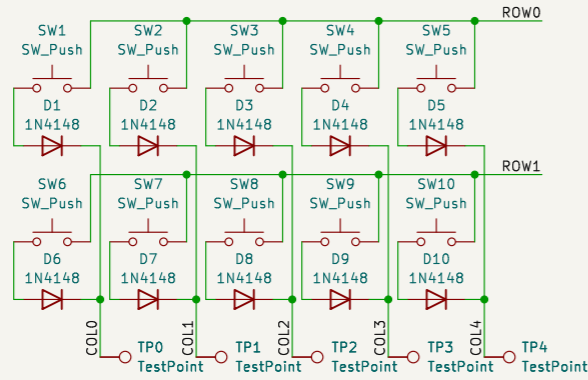 ROW0
SW1 SW2 SW3 SW4 SW5
SW_Push SW_Push SW_Push SW_Push SW_Push
D1 D2 D3 D4 D5
1N4148 1N4148 1N4148 1N4148 1N4148
ROW1
SW6 SW7 SW8 SW9 SW10
SW_Push SW_Push SW_Push SW_Push SW_Push
D6 D7 D8 D9 D10
1N4148 1N4148 1N4148 1N4148 1N4148
COL0 COL1 COL2 COL3 COL4
TP0 TP1 TP2 TP3 TP4
TestPoint TestPoint TestPoint TestPoint TestPoint